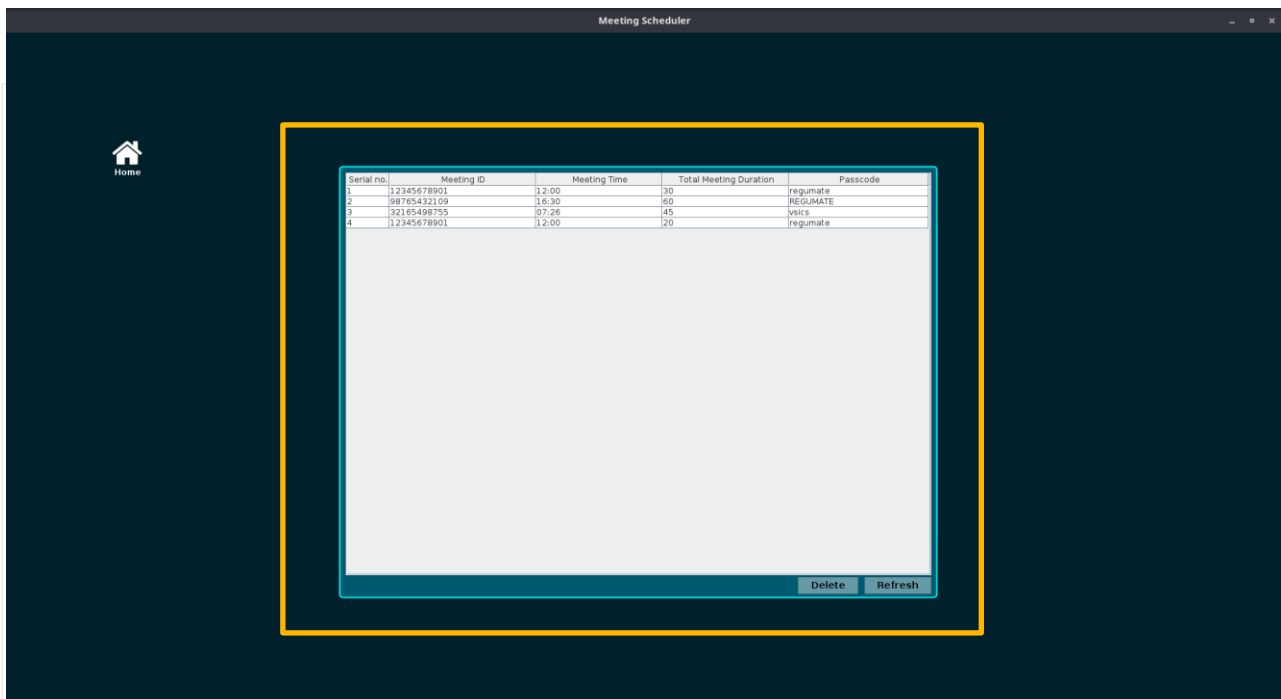 Meeting Scheduler
Home
Serial no. Meeting ID Meeting Time Total Meeting Duration Passcode
1 12345678901 12:00 30 regumate
2 98765432109 16:30 60 REGUMATE
3 32165498755 07:26 45 vsics
4 12345678901 12:00 20 regumate
Delete Refresh